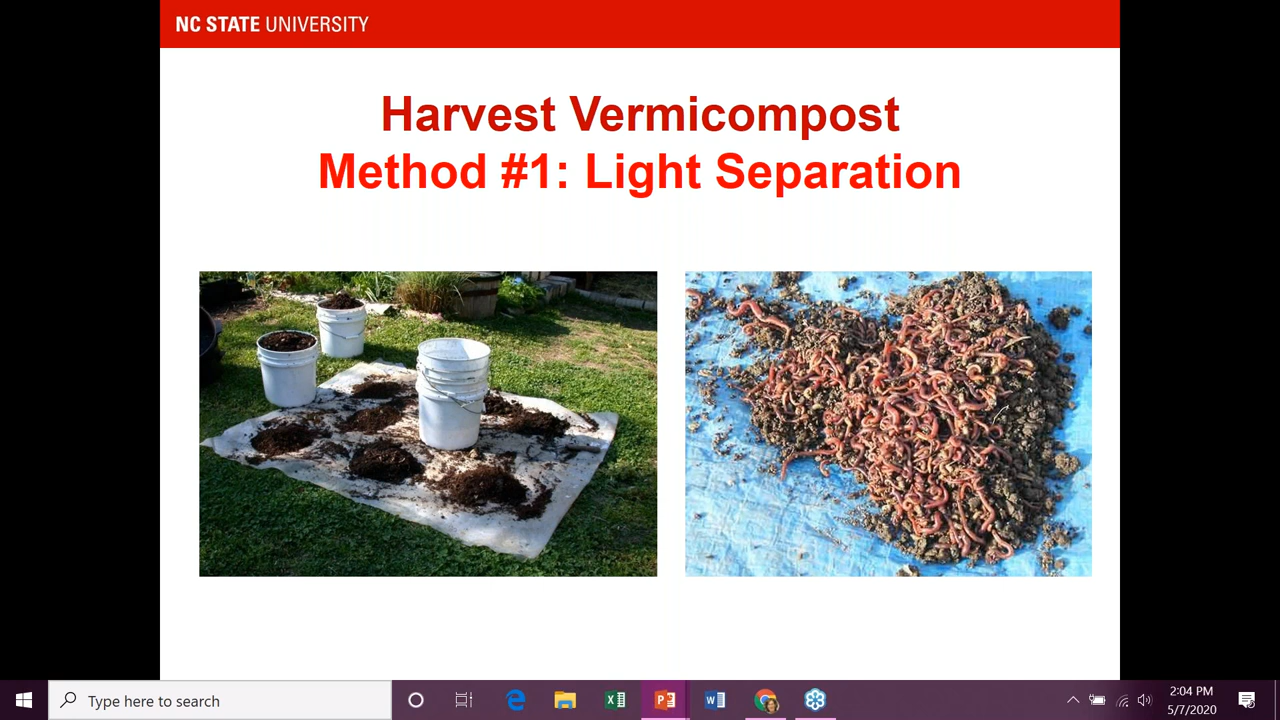 NC STATE UNIVERSITY
Harvest Vermicompost
Method #1: Light Separation
Type here to search
2:04 PM
5/7/2020